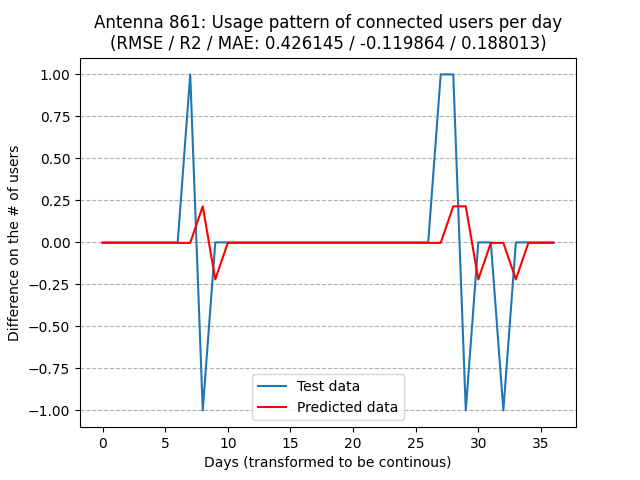 Antenna 861: Usage pattern of connected users per day
(RMSE / R2 / MAE: 0.426145 / -0.119864 / 0.188013)
1.00
0.75
0.50
0.25
0.00
−0.25
−0.50
−0.75
−1.00
Difference on the # of users
Test data
Predicted data
0 5 10 15 20 25 30 35
Days (transformed to be continous)